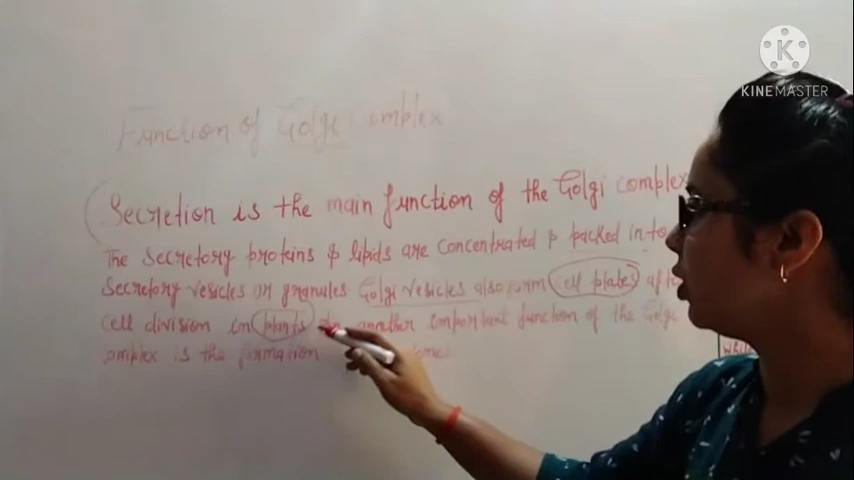 Function of Golgi Complex
Secretion is the main function of the Golgi complex
The secretory proteins & lipids are concentrated & packed into
secretory vesicles or granules Golgi vesicles also form cell plates after
cell division in plants another important function of the Golgi
omplex is the formation
KINEMASTER